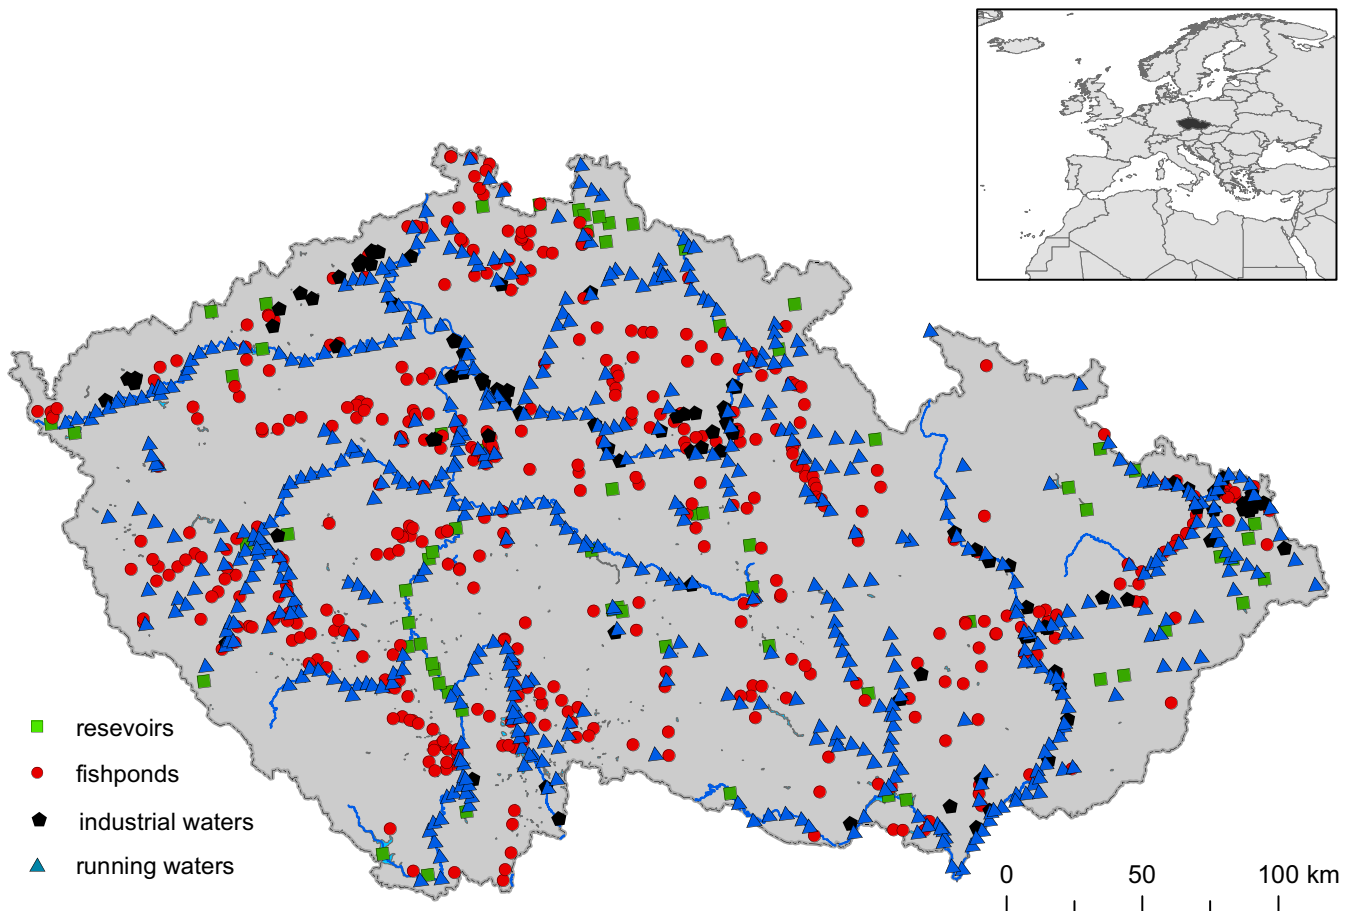 resevoirs
fishponds
industrial waters
running waters
0 50 100 km